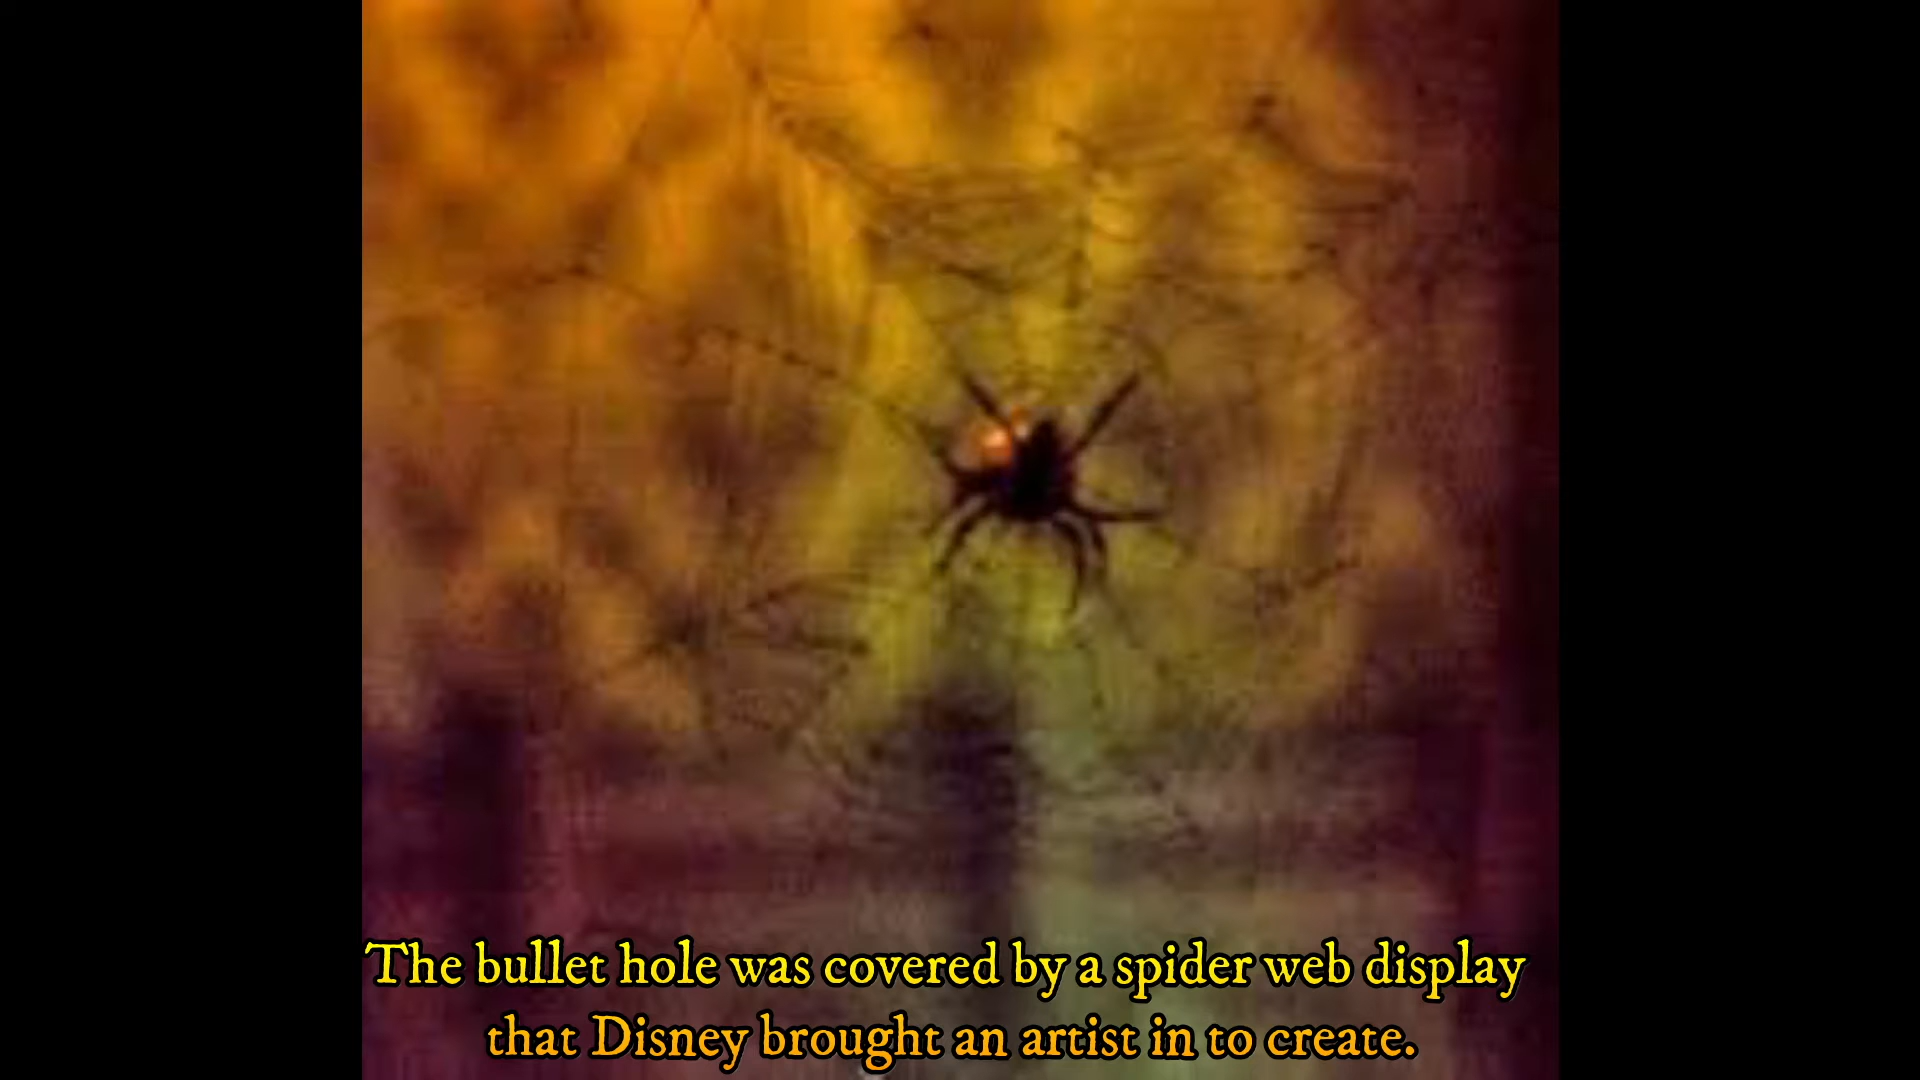 The bullet hole was covered by a spider web display
that Disney brought an artist in to create.